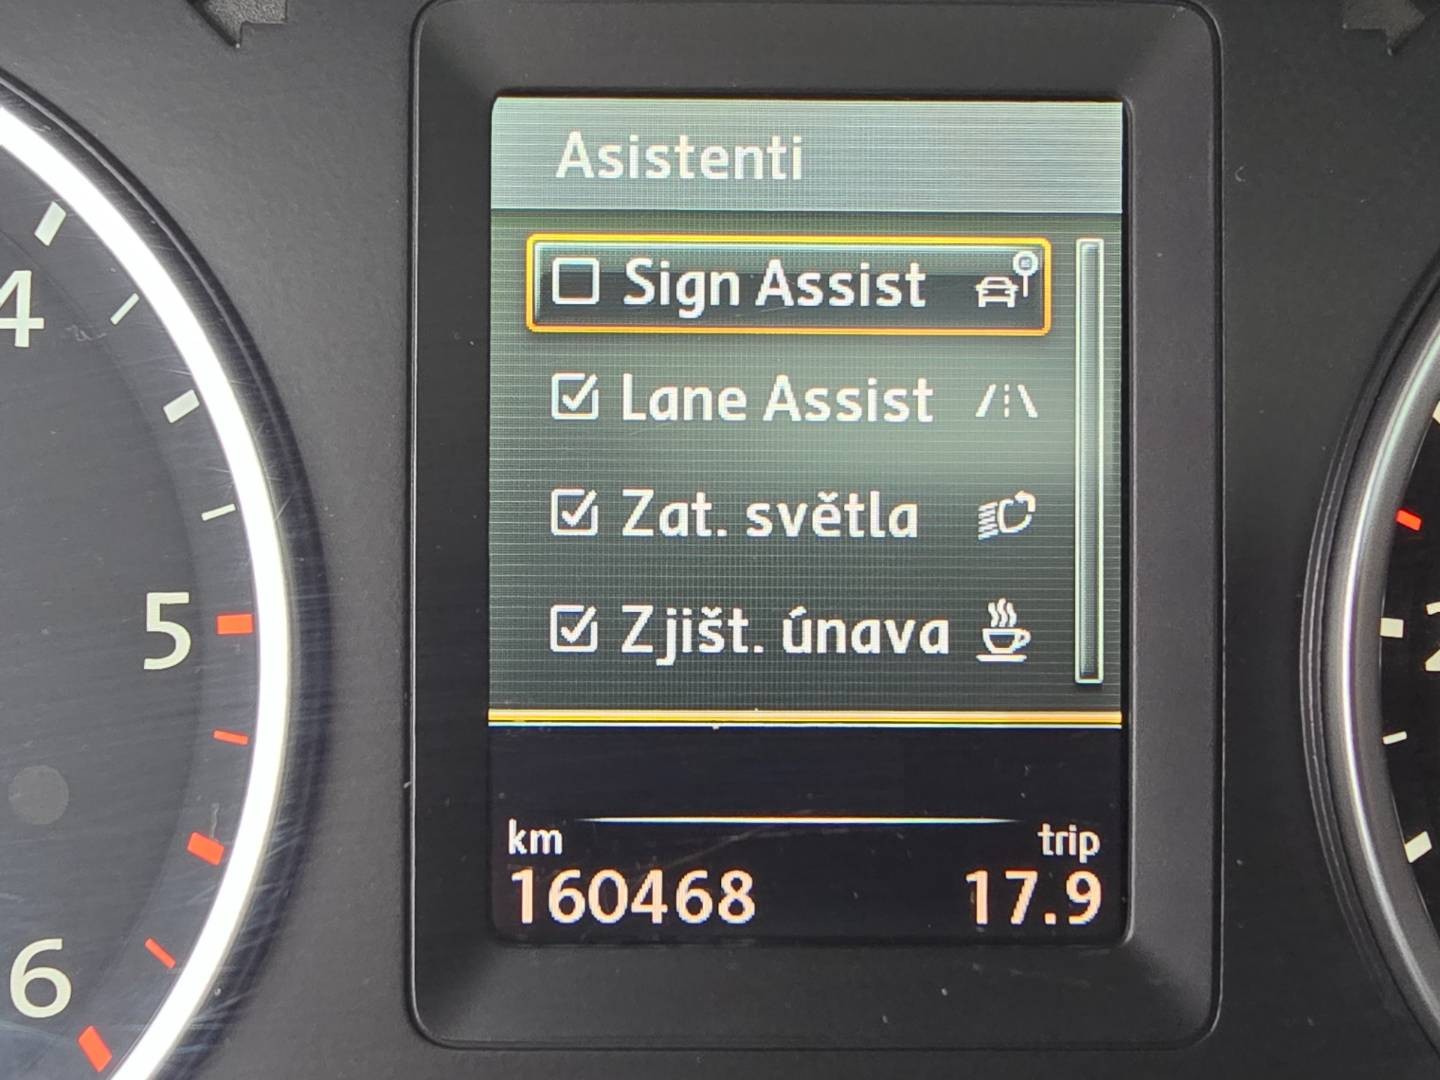 Asistenti
Sign Assist
Lane Assist
Zat. světla
Zjišt. únava
km trip
160468 17.9
4
5
6